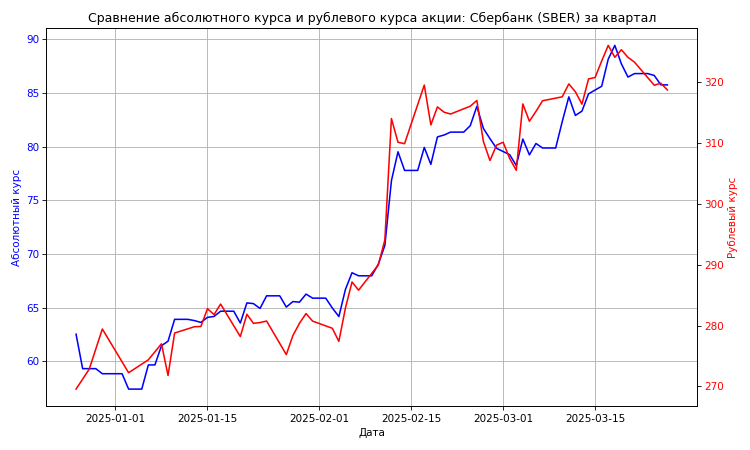 Сравнение абсолютного курса и рублевого курса акции: Сбербанк (SBER) за квартал
90
85
80
75
70
65
60
Абсолютный курс
320
310
300
290
280
270
Рублевый курс
2025-01-01 2025-01-15 2025-02-01 2025-02-15 2025-03-01 2025-03-15
Дата